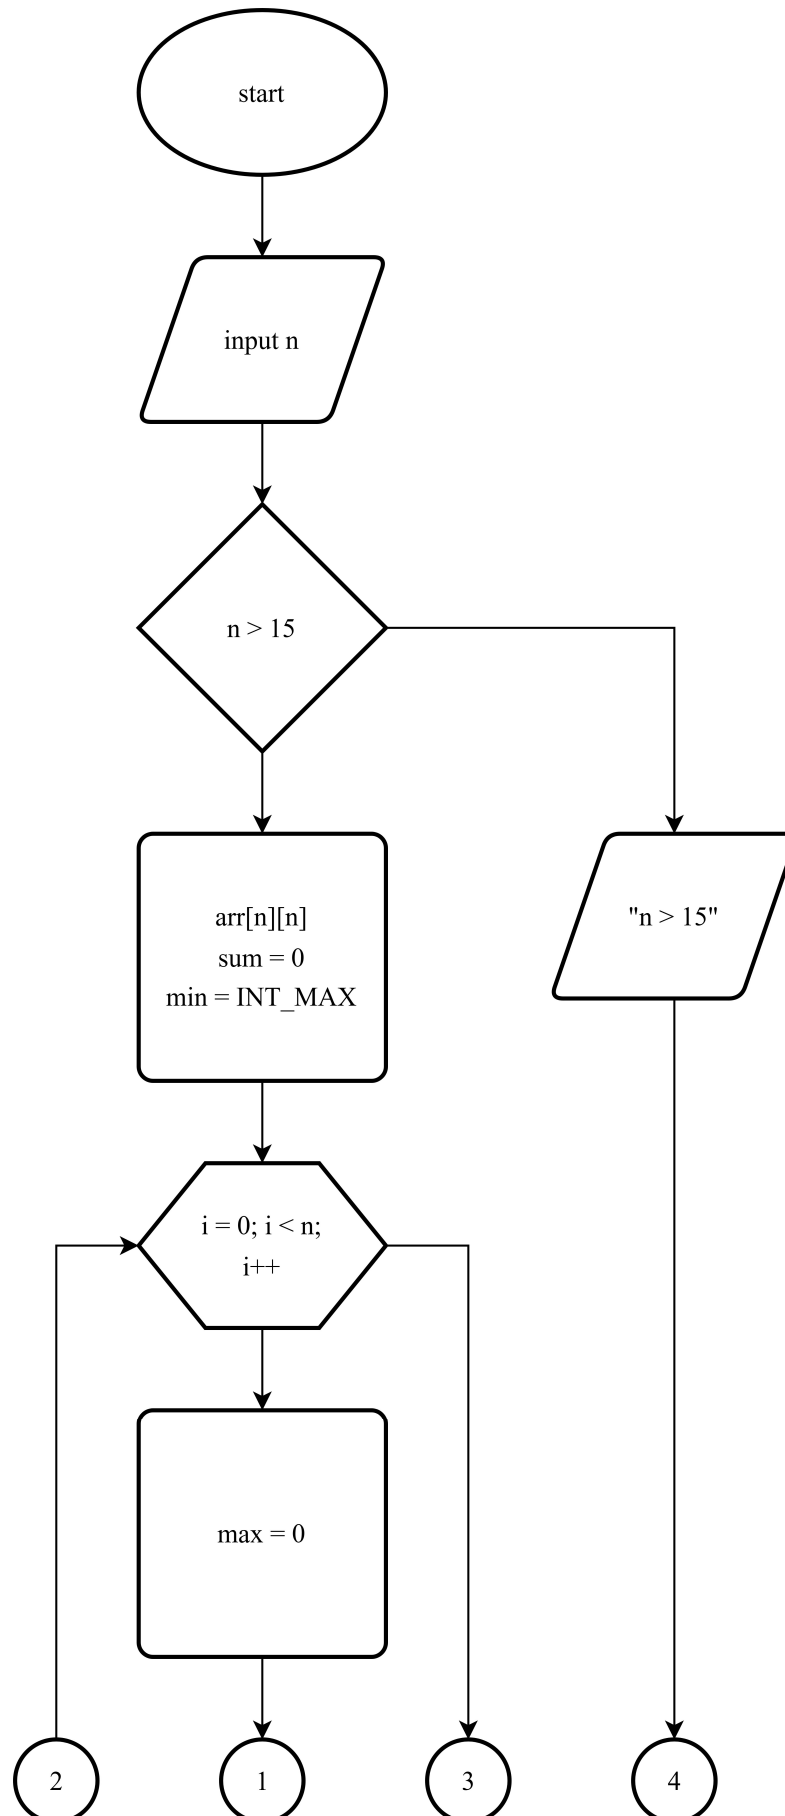 start
input n
n > 15
arr[n][n]
sum = 0
min = INT_MAX
"n > 15"
i = 0; i < n;
i++
max = 0
2
1
3
4